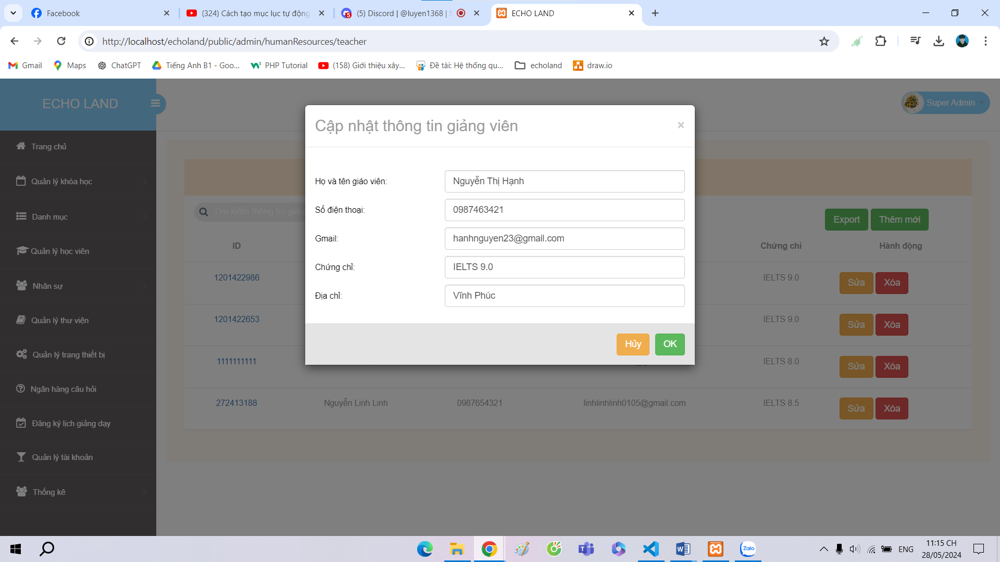 Facebook
(324) Cách tạo mục lục tự động
(5) Discord | @luyen1368 | S
ECHO LAND
http://localhost/echoland/public/admin/humanResources/teacher
Gmail
Maps
ChatGPT
Tiếng Anh B1 - Goo...
PHP Tutorial
(158) Giới thiệu xây...
Đề tài: Hệ thống qu...
echoland
draw.io
ECHO LAND
Super Admin
Trang chủ
Quản lý khóa học
Danh mục
Quản lý học viên
Nhân sự
Quản lý thư viện
Quản lý trang thiết bị
Ngân hàng câu hỏi
Đăng ký lịch giảng dạy
Quản lý tài khoản
Thống kê
Cập nhật thông tin giảng viên
×
Họ và tên giáo viên:
Nguyễn Thị Hạnh
Số điện thoại:
0987463421
Gmail:
hanhnguyen23@gmail.com
Chứng chỉ:
IELTS 9.0
Địa chỉ:
Vĩnh Phúc
Hủy
OK
Tìm kiếm thông tin giản
Export
Thêm mới
ID
Chứng chỉ
Hành động
1201422986
IELTS 9.0
Sửa
Xóa
1201422653
IELTS 9.0
Sửa
Xóa
1111111111
IELTS 8.0
Sửa
Xóa
272413188
Nguyễn Linh Linh
0987654321
linhlinhlinh0105@gmail.com
IELTS 8.5
Sửa
Xóa
Zalo
ENG
11:15 CH
28/05/2024